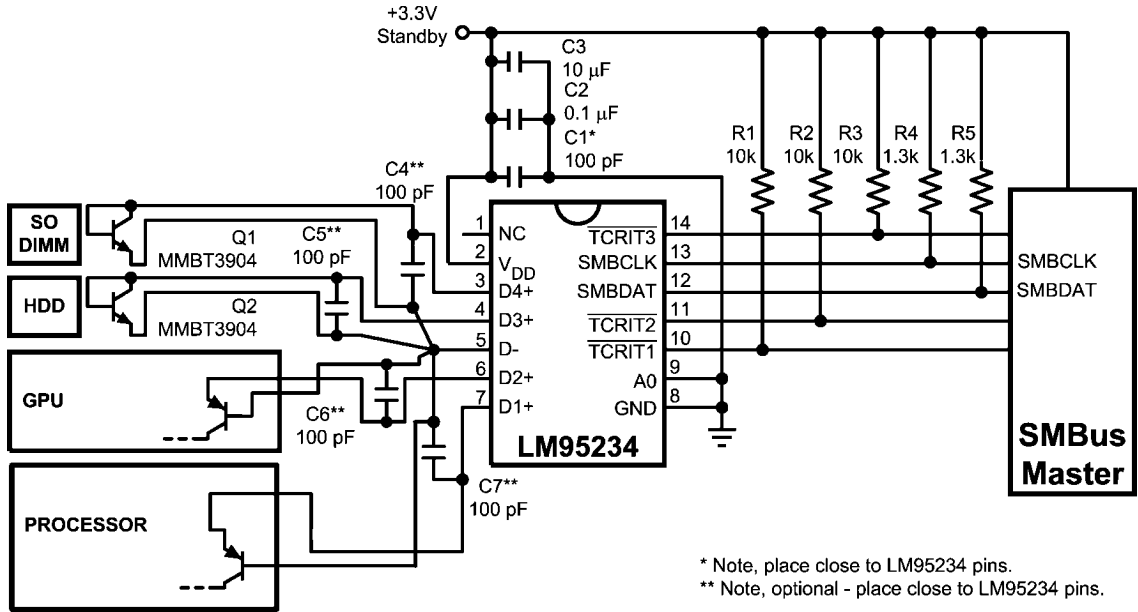 +3.3V
Standby
C3
10 µF
C2
0.1 µF
C1*
100 pF
R1
10k
R2
10k
R3
10k
R4
1.3k
R5
1.3k
C4**
100 pF
SO
DIMM
Q1
MMBT3904
C5**
100 pF
HDD
Q2
MMBT3904
GPU
C6**
100 pF
PROCESSOR
C7**
100 pF
1
NC
2
VDD
3
D4+
4
D3+
5
D-
6
D2+
7
D1+
14
TCRIT3
13
SMBCLK
12
SMBDAT
11
TCRIT2
10
TCRIT1
9
A0
8
GND
LM95234
SMBCLK
SMBDAT
SMBus
Master
* Note, place close to LM95234 pins.
** Note, optional - place close to LM95234 pins.